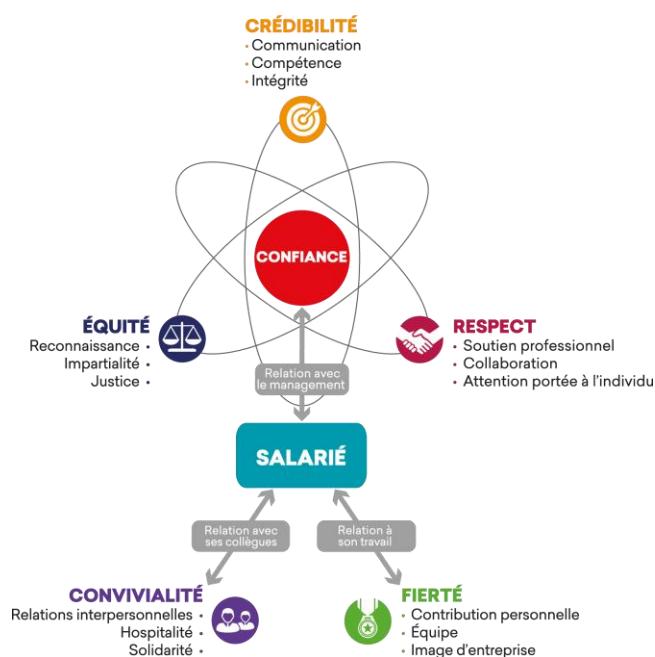 CRÉDIBILITÉ
• Communication
• Compétence
• Intégrité
CONFIANCE
ÉQUITÉ
Reconnaissance •
Impartialité •
Justice •
RESPECT
• Soutien professionnel
• Collaboration
• Attention portée à l'individu
Relation avec
le management
SALARIÉ
Relation avec
ses collègues
Relation à
son travail
CONVIVIALITÉ
Relations interpersonnelles •
Hospitalité •
Solidarité •
FIERTÉ
• Contribution personnelle
• Équipe
• Image d'entreprise